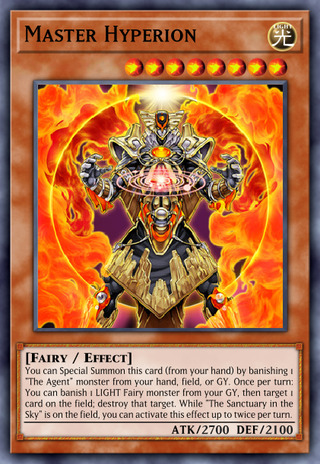 MASTER HYPERION
LIGHT
光
[FAIRY / EFFECT]
You can Special Summon this card (from your hand) by banishing 1
"The Agent" monster from your hand, field, or GY. Once per turn:
You can banish 1 LIGHT Fairy monster from your GY, then target 1
card on the field; destroy that target. While "The Sanctuary in the
Sky" is on the field, you can activate this effect up to twice per turn.
ATK/2700 DEF/2100